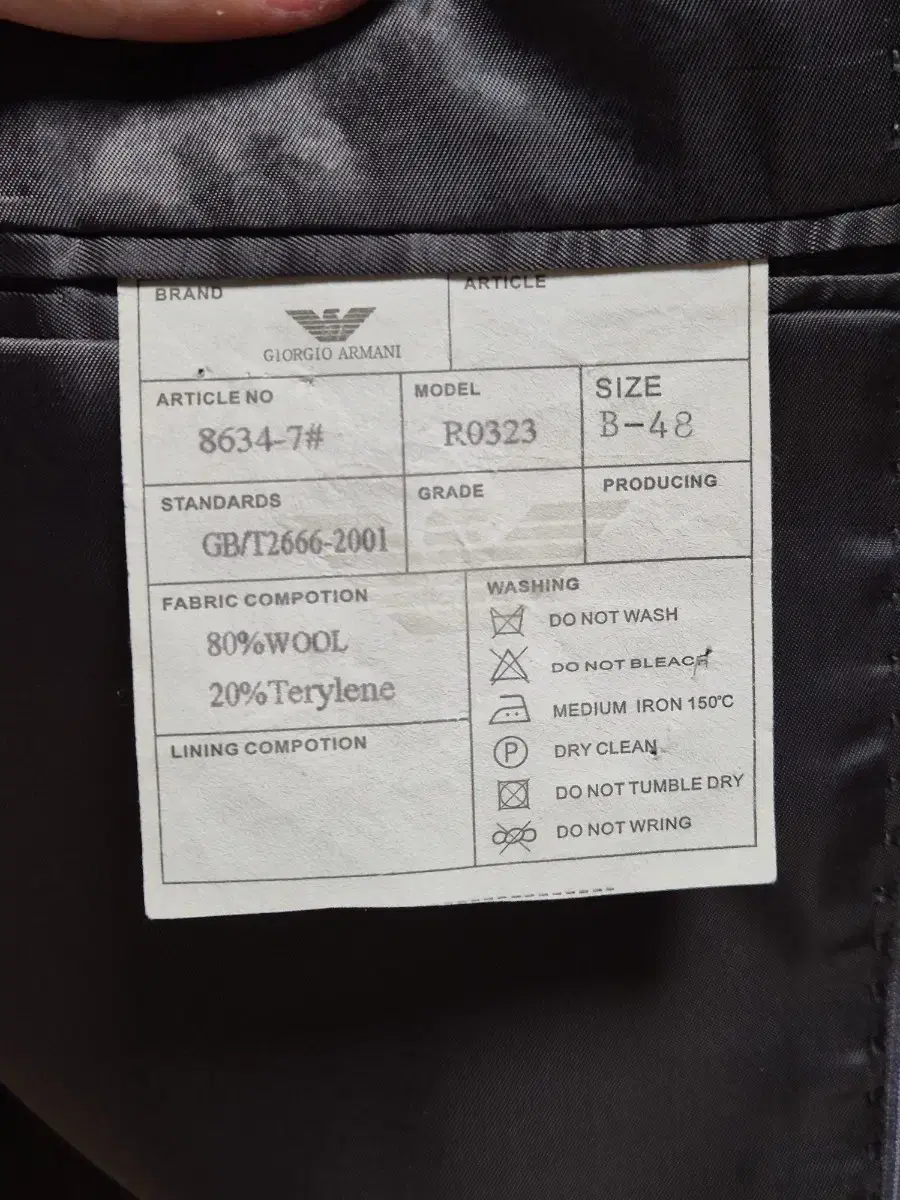 BRAND
GIORGIO ARMANI
ARTICLE
ARTICLE NO
8634-7#
MODEL
R0323
SIZE
B-48
STANDARDS
GB/T2666-2001
GRADE
PRODUCING
FABRIC COMPOTION
80%WOOL
20%Terylene
LINING COMPOTION
WASHING
DO NOT WASH
DO NOT BLEACH
MEDIUM IRON 150℃
P DRY CLEAN
DO NOT TUMBLE DRY
DO NOT WRING